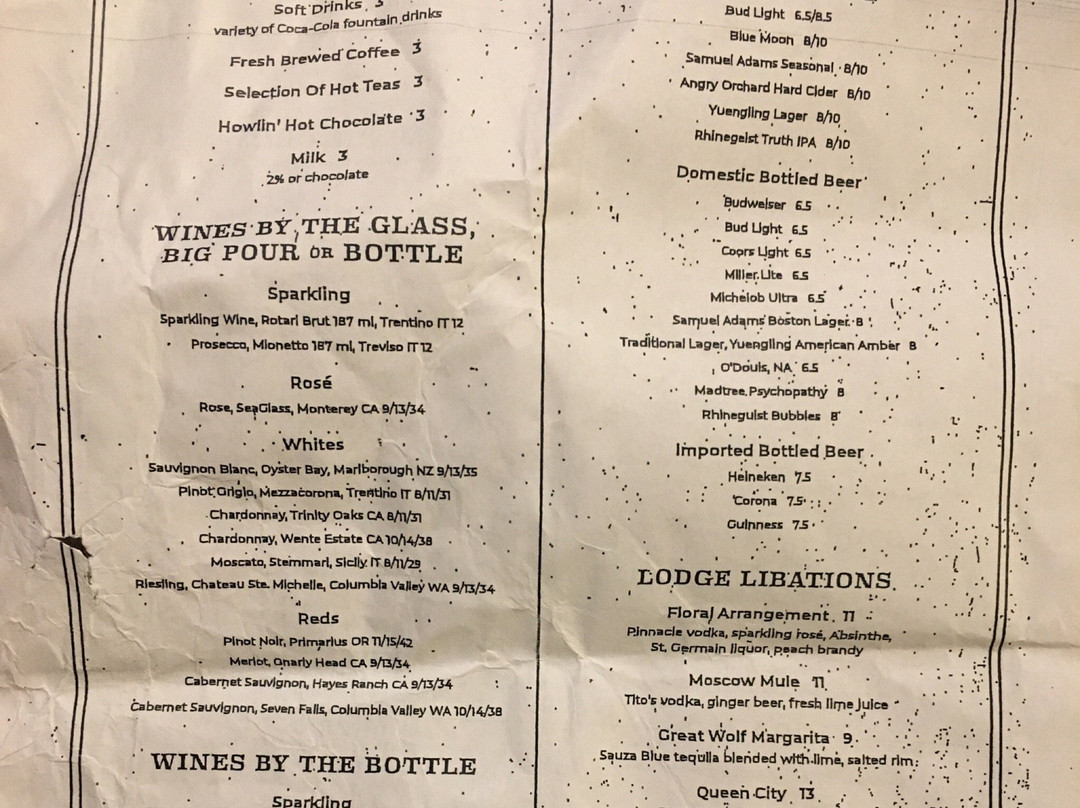 Soft Drinks 3
variety of Coca-Cola fountain drinks
Fresh Brewed Coffee 3
Selection Of Hot Teas 3
Howlin' Hot Chocolate 3
Milk 3
2% or chocolate
WINES BY THE GLASS,
BIG POUR OR BOTTLE
Sparkling
Sparkling Wine, Rotari Brut 187 ml, Trentino IT 12
Prosecco, Mionetto 187 ml, Treviso IT 12
Rosé
Rose, SeaGlass, Monterey CA 9/13/34
Whites
Sauvignon Blanc, Oyster Bay, Marlborough NZ 9/13/35
Pinot Grigio, Mezzacorona, Trentino IT 8/11/31
Chardonnay, Trinity Oaks CA 8/11/31
Chardonnay, Wente Estate CA 10/14/38
Moscato, Stemmari, Sicily IT 8/11/29
Riesling, Chateau Ste. Michelle, Columbia Valley WA 9/13/34
Reds
Pinot Noir, Primarius OR 11/15/42
Merlot, Gnarly Head CA 9/13/34
Cabernet Sauvignon, Hayes Ranch CA 9/13/34
Cabernet Sauvignon, Seven Falls, Columbia Valley WA 10/14/38
WINES BY THE BOTTLE
Sparkling
Bud Light 6.5/8.5
Blue Moon 8/10
Samuel Adams Seasonal 8/10
Angry Orchard Hard Cider 8/10
Yuengling Lager 8/10
Rhinegeist Truth IPA 8/10
Domestic Bottled Beer
Budweiser 6.5
Bud Light 6.5
Coors Light 6.5
Miller Lite 6.5
Michelob Ultra 6.5
Samuel Adams Boston Lager 8
Traditional Lager, Yuengling American Amber 8
O'Douls, NA 6.5
Madtree Psychopathy 8
Rhineguist Bubbles 8
Imported Bottled Beer
Heineken 7.5
Corona 7.5
Guinness 7.5
LODGE LIBATIONS
Floral Arrangement 11
Pinnacle vodka, sparkling rosé, Absinthe,
St. Germain liquor, peach brandy
Moscow Mule 11
Tito's vodka, ginger beer, fresh lime juice
Great Wolf Margarita 9
Sauza Blue tequila blended with lime, salted rim
Queen City 13